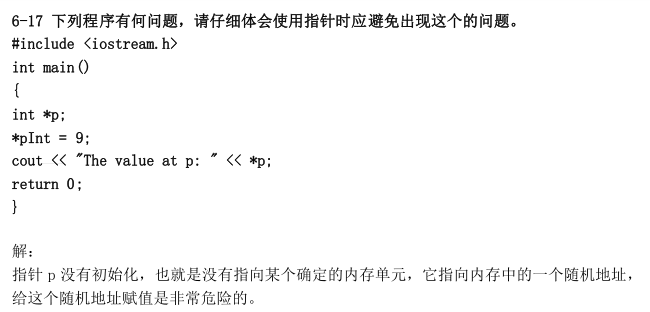 6-17 下列程序有何问题，请仔细体会使用指针时应避免出现这个的问题。
#include <iostream.h>
int main()
{
int *p;
*pInt = 9;
cout << "The value at p: " << *p;
return 0;
}
解：
指针 p 没有初始化，也就是没有指向某个确定的内存单元，它指向内存中的一个随机地址，
给这个随机地址赋值是非常危险的。